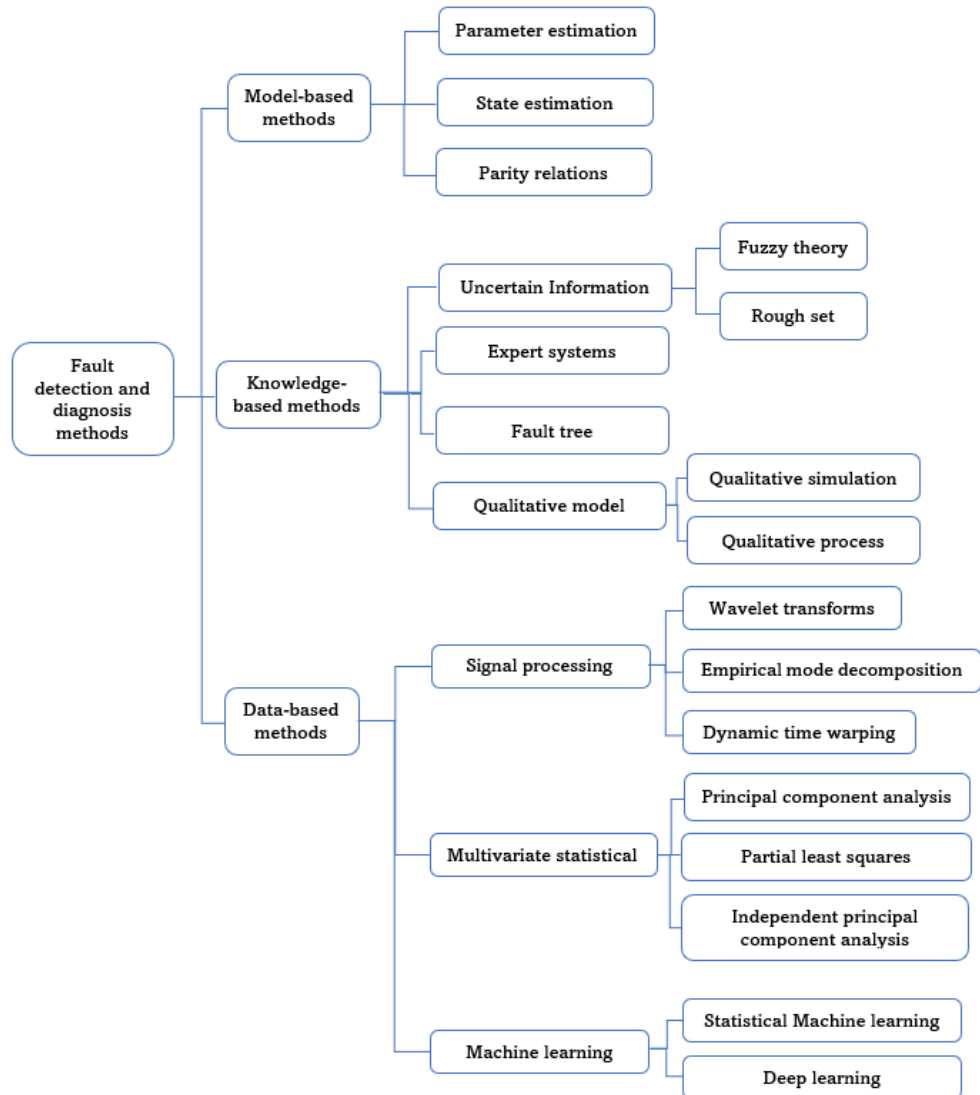 Parameter estimation
Model-based
methods
State estimation
Parity relations
Fuzzy theory
Uncertain Information
Rough set
Expert systems
Fault
detection and
diagnosis
methods
Knowledge-
based methods
Fault tree
Qualitative simulation
Qualitative model
Qualitative process
Wavelet transforms
Signal processing
Empirical mode decomposition
Data-based
methods
Dynamic time warping
Principal component analysis
Multivariate statistical
Partial least squares
Independent principal
component analysis
Statistical Machine learning
Machine learning
Deep learning